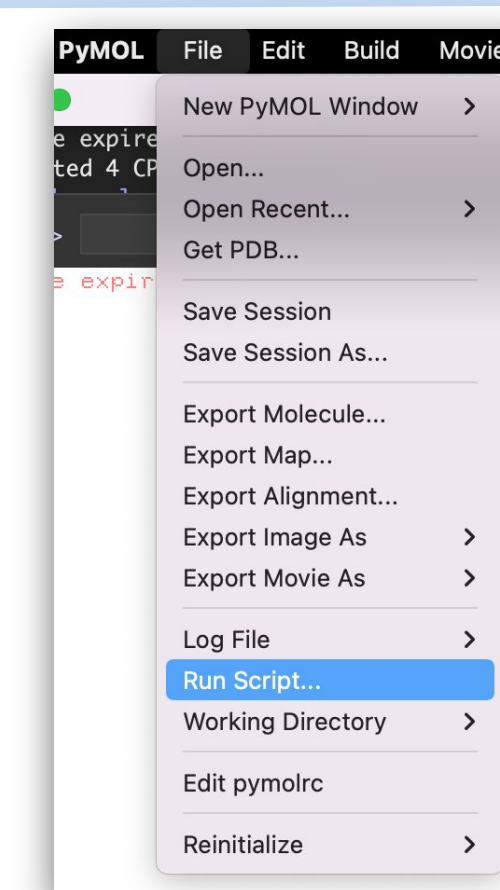 PyMOL File Edit Build Movie
New PyMOL Window >
e expire
ted 4 CP
Open...
Open Recent... >
>
Get PDB...
e expir
Save Session
Save Session As...
Export Molecule...
Export Map...
Export Alignment...
Export Image As >
Export Movie As >
Log File >
Run Script...
Working Directory >
Edit pymolrc
Reinitialize >